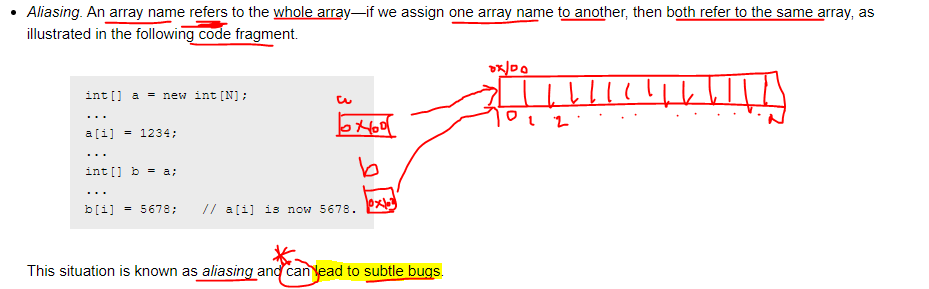 • Aliasing. An array name refers to the whole array—if we assign one array name to another, then both refer to the same array, as
illustrated in the following code fragment.
0x100
int[] a = new int[N];
a
...
a[i] = 1234;
0x100
0 1 2 . . . . . . . N
...
int[] b = a;
b
...
b[i] = 5678; // a[i] is now 5678.
0x100
This situation is known as aliasing and can lead to subtle bugs.